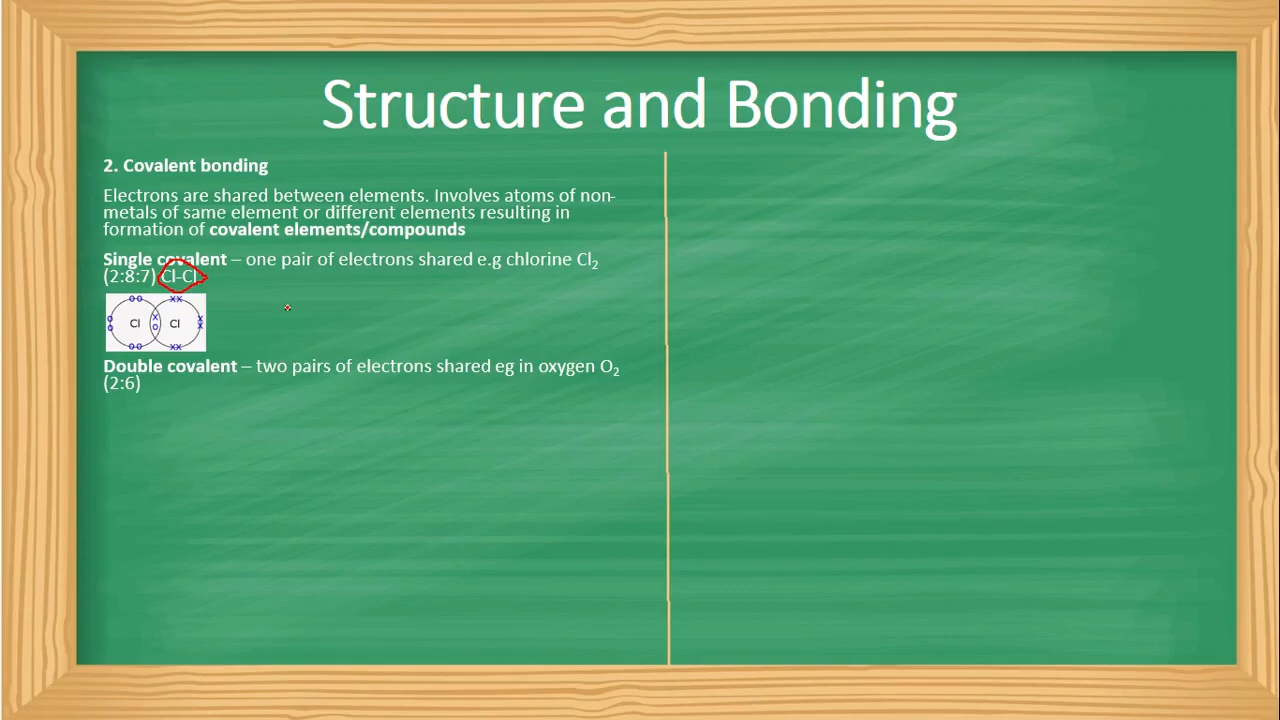 Structure and Bonding
2. Covalent bonding
Electrons are shared between elements. Involves atoms of non-
metals of same element or different elements resulting in
formation of covalent elements/compounds
Single covalent – one pair of electrons shared e.g chlorine Cl₂
(2:8:7) Cl-Cl
Cl Cl
Double covalent – two pairs of electrons shared eg in oxygen O₂
(2:6)